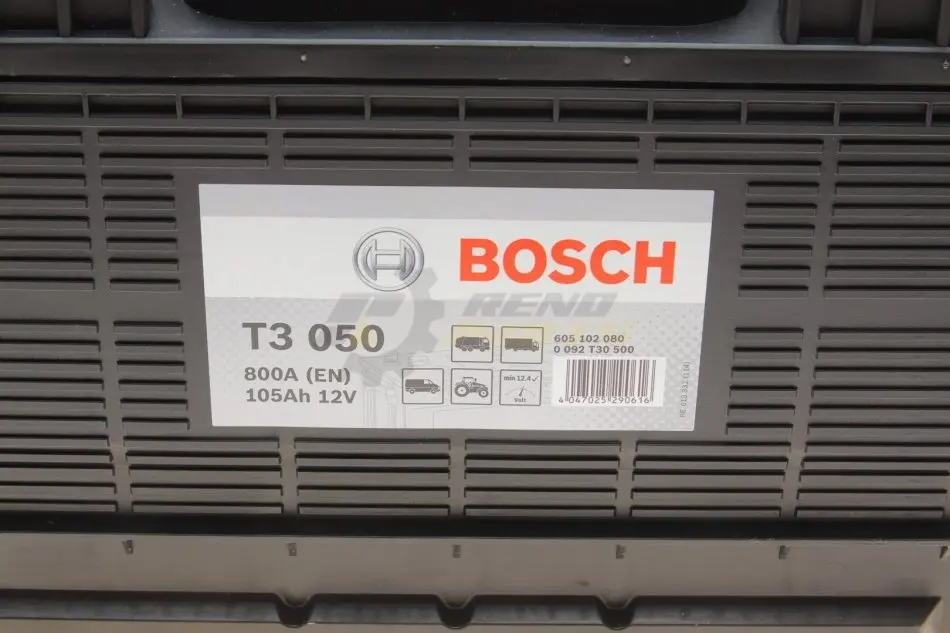 BOSCH
RENO
T3 050
800A (EN)
105Ah 12V
min 12.4 ✓
Volt
605 102 080
0 092 T30 500
4 047025 290616